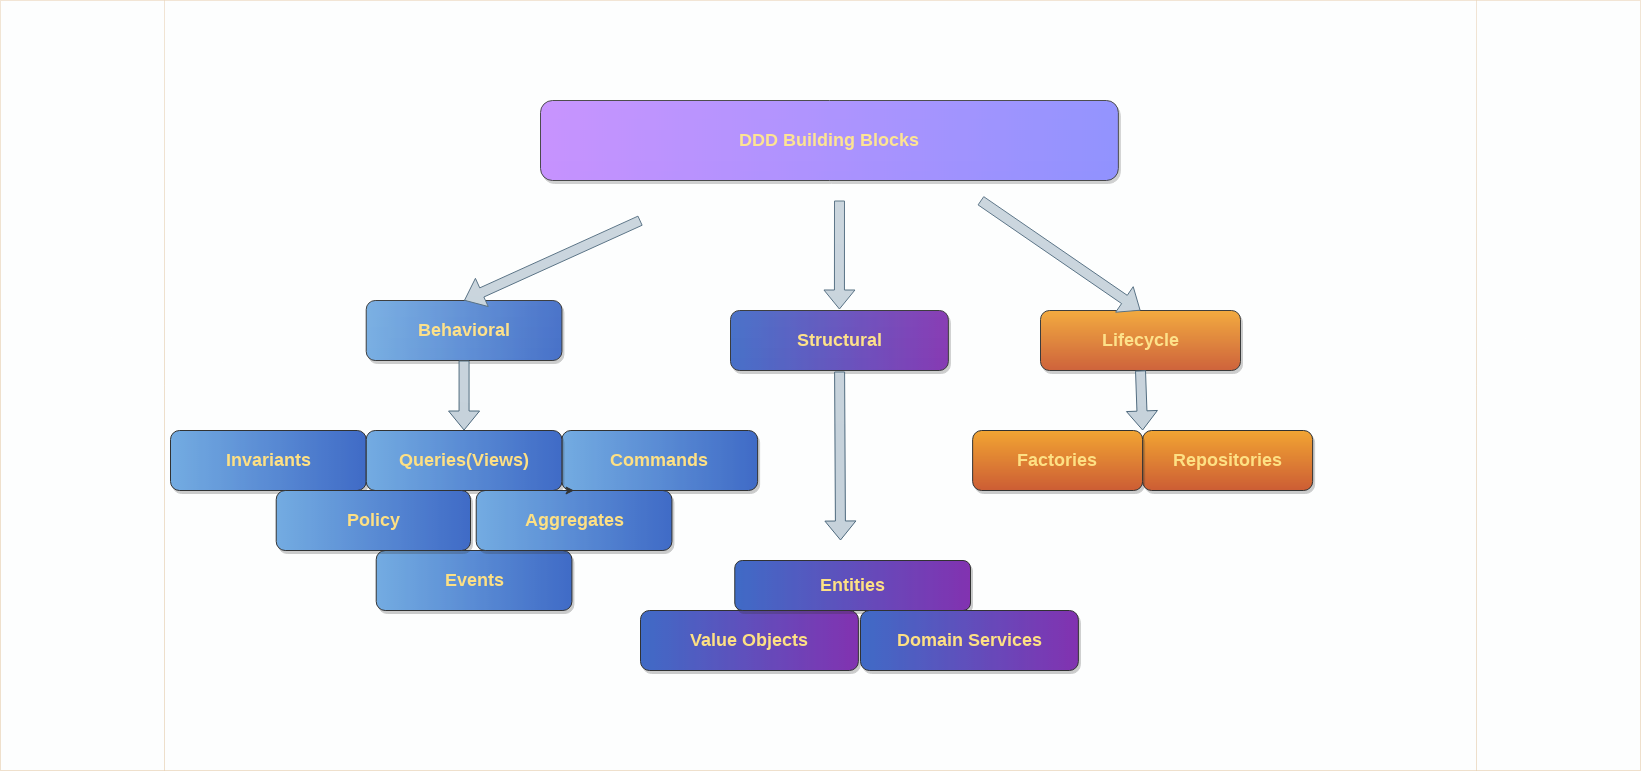 DDD Building Blocks
Behavioral
Structural
Lifecycle
Invariants
Queries(Views)
Commands
Factories
Repositories
Policy
Aggregates
Events
Entities
Value Objects
Domain Services